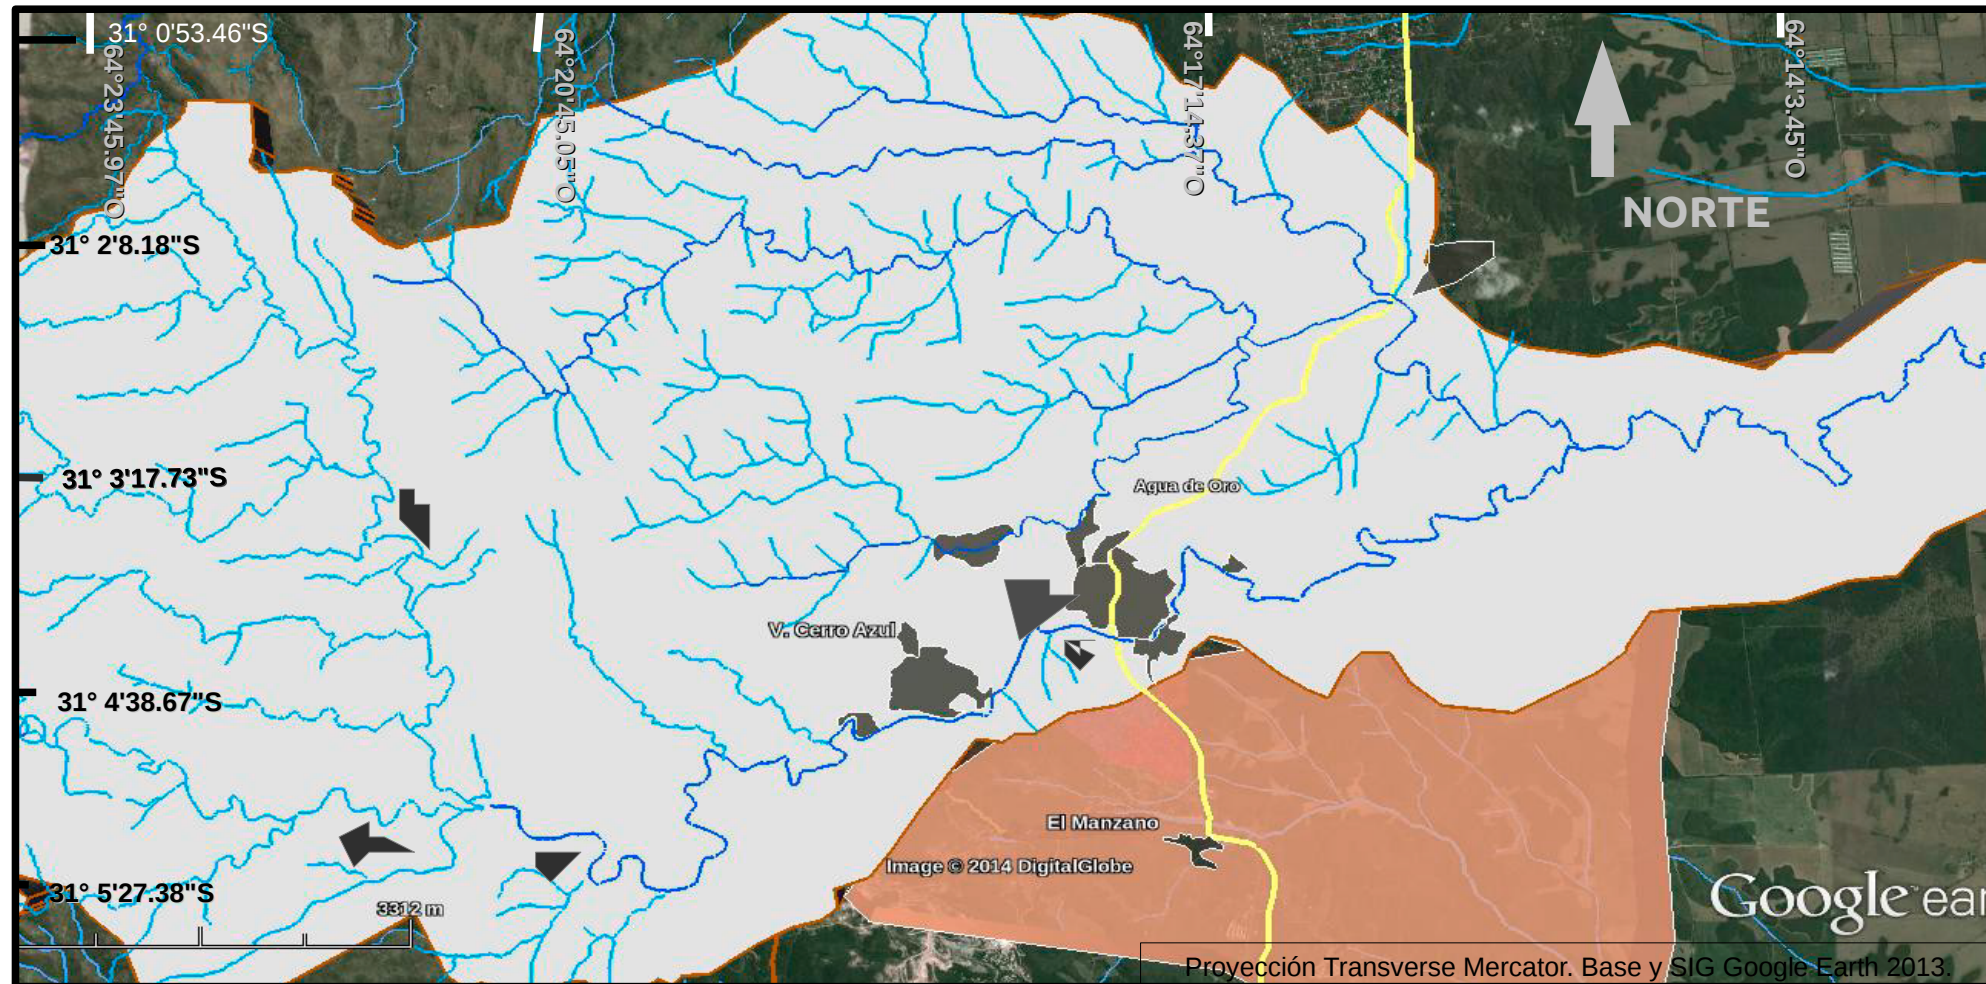 31° 0'53.46"S
64°23'45.97"O
64°20'45.05"O
64°17'14.37"O
64°14'3.45"O
NORTE
31° 2'8.18"S
31° 3'17.73"S
Agua de Oro
V. Cerro Azul
31° 4'38.67"S
El Manzano
Image © 2014 DigitalGlobe
31° 5'27.38"S
3312 m
Google ear
Proyección Transverse Mercator. Base y SIG Google Earth 2013.